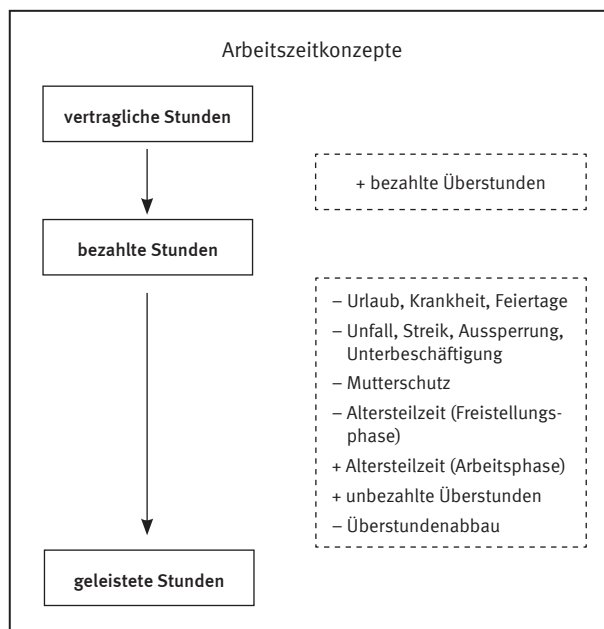 Arbeitszeitkonzepte
vertragliche Stunden
+ bezahlte Überstunden
bezahlte Stunden
– Urlaub, Krankheit, Feiertage
– Unfall, Streik, Aussperrung,
Unterbeschäftigung
– Mutterschutz
– Altersteilzeit (Freistellungs-
phase)
+ Altersteilzeit (Arbeitsphase)
+ unbezahlte Überstunden
– Überstundenabbau
geleistete Stunden